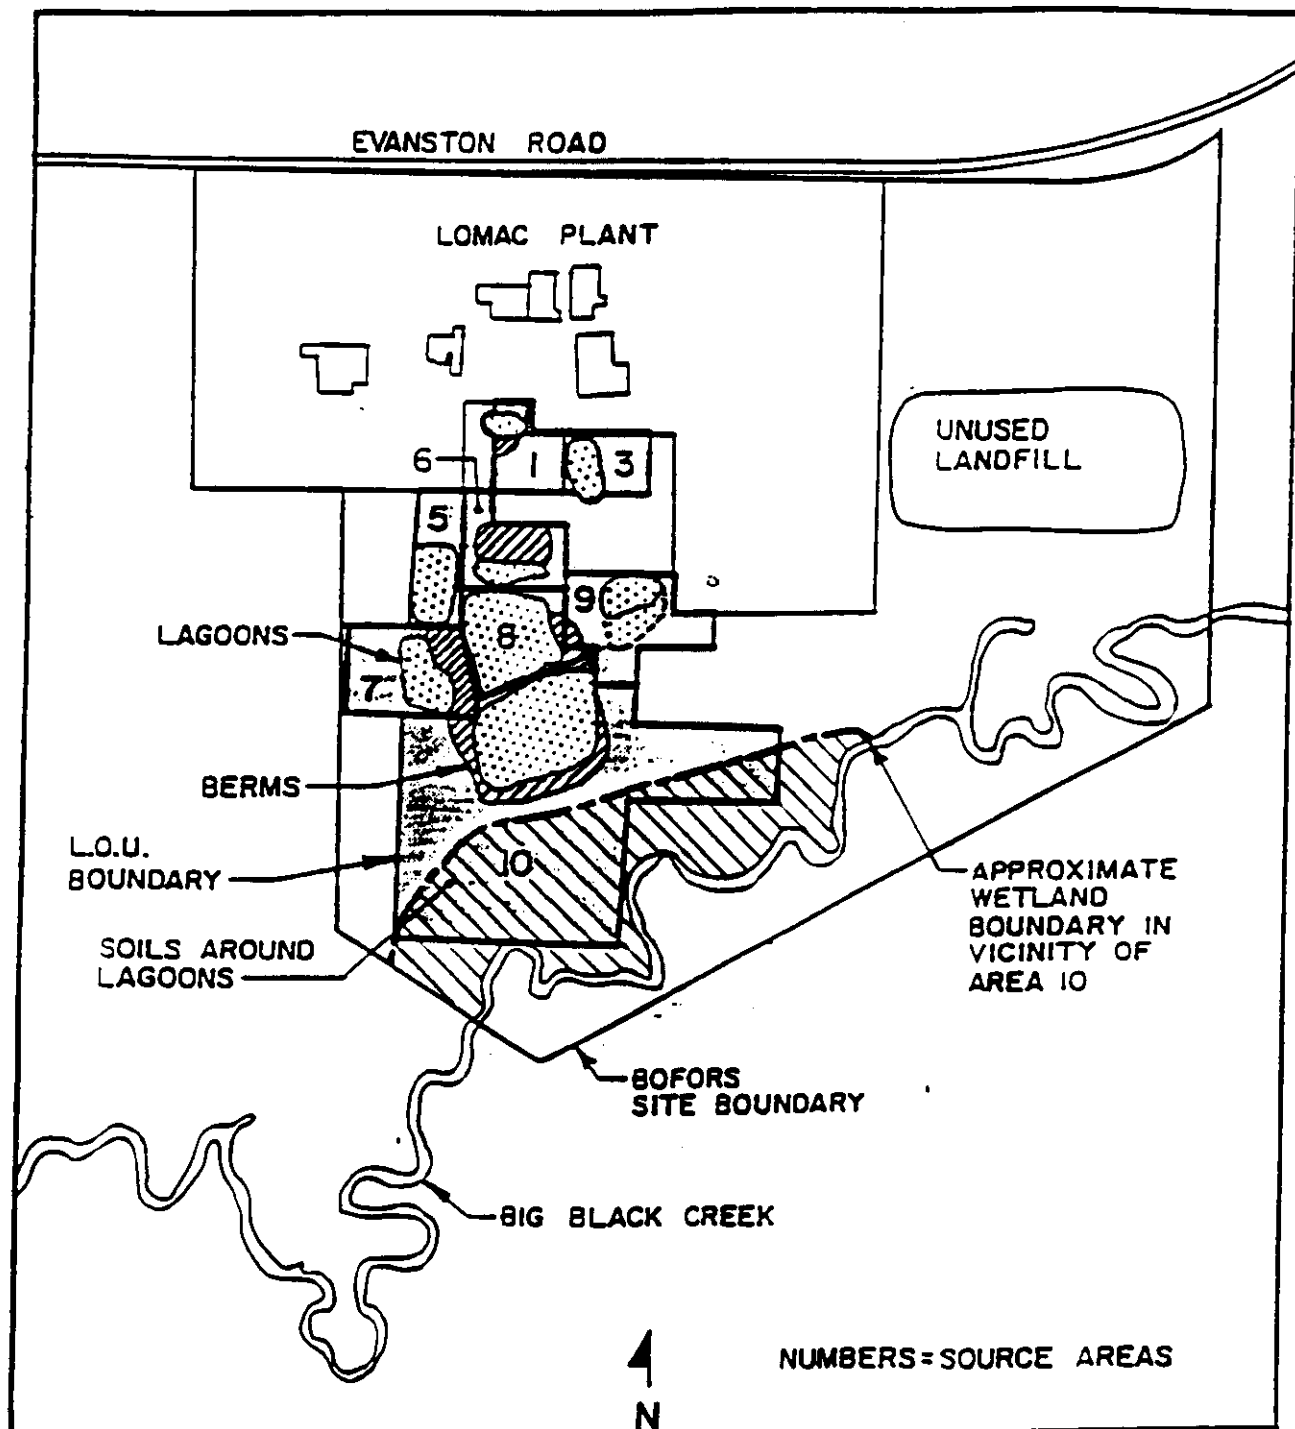 EVANSTON ROAD
LOMAC PLANT
UNUSED
LANDFILL
6
1
3
5
9
LAGOONS
8
7
BERMS
L.O.U.
BOUNDARY
10
APPROXIMATE
WETLAND
BOUNDARY IN
VICINITY OF
AREA 10
SOILS AROUND
LAGOONS
BOFORS
SITE BOUNDARY
BIG BLACK CREEK
NUMBERS=SOURCE AREAS
N